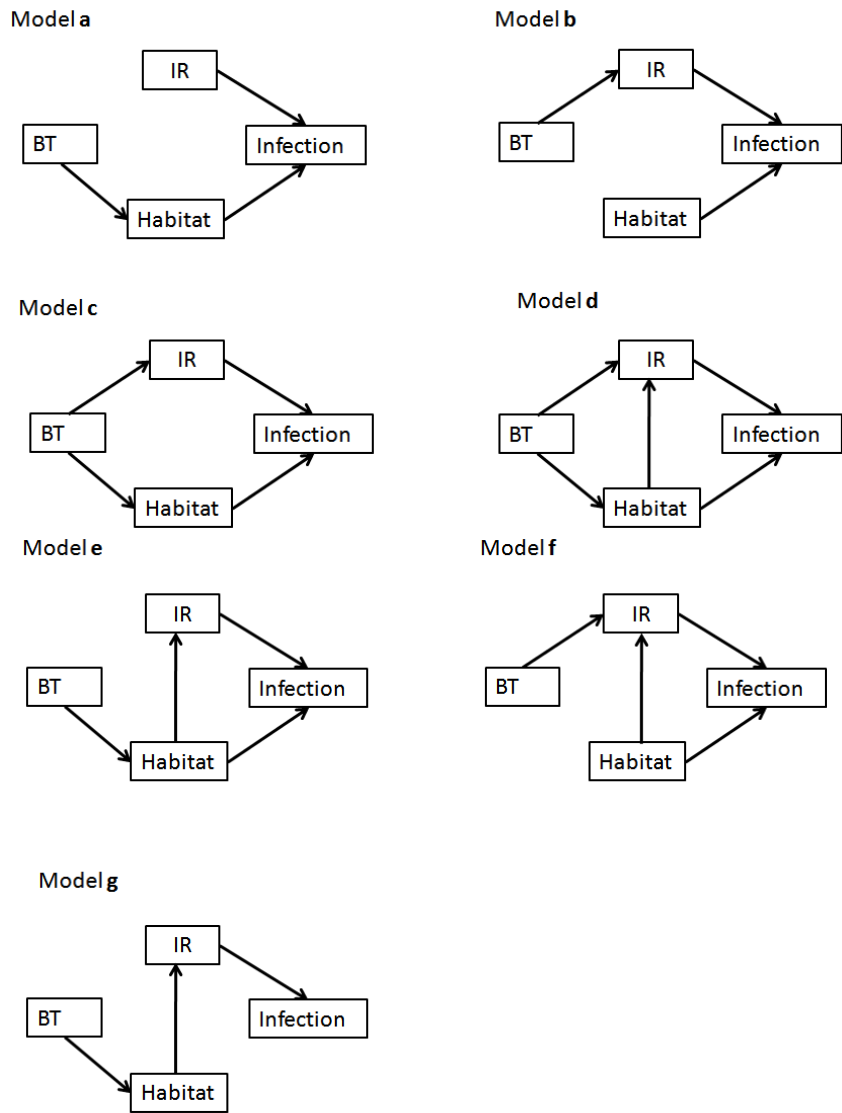 Model a
IR
BT
Infection
Habitat
Model b
IR
BT
Infection
Habitat
Model c
IR
BT
Infection
Habitat
Model d
IR
BT
Infection
Habitat
Model e
IR
BT
Infection
Habitat
Model f
IR
BT
Infection
Habitat
Model g
IR
BT
Infection
Habitat